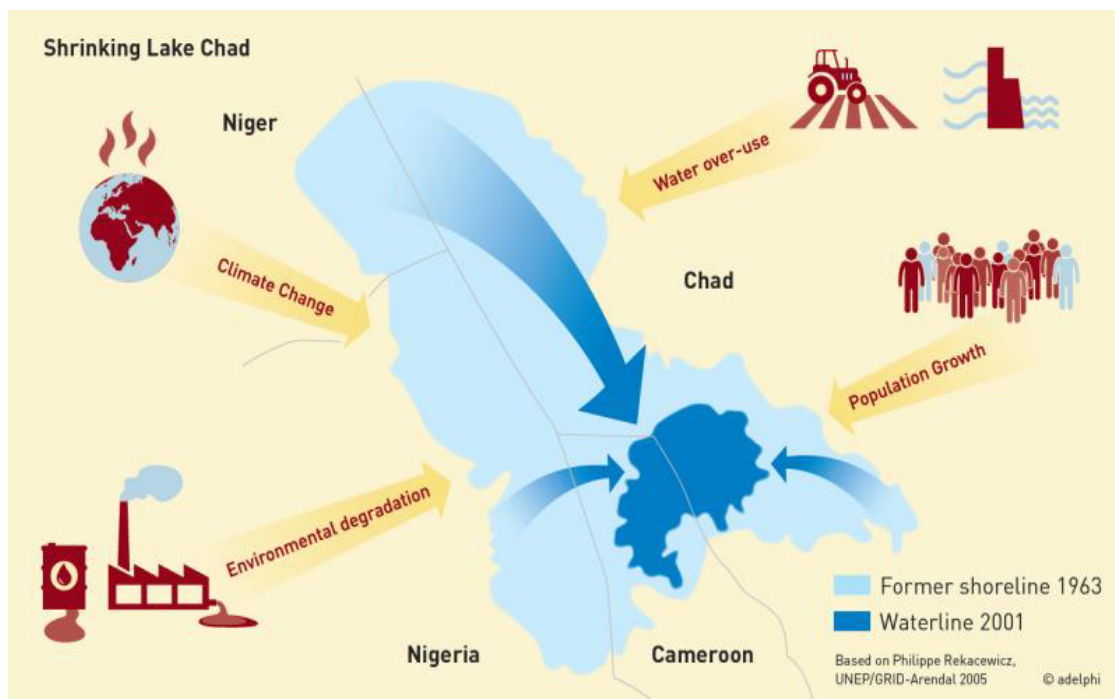 Shrinking Lake Chad
Niger
Water over-use
Climate Change
Chad
Population Growth
Environmental degradation
Nigeria
Cameroon
Former shoreline 1963
Waterline 2001
Based on Philippe Rekacewicz,
UNEP/GRID-Arendal 2005
© adelphi